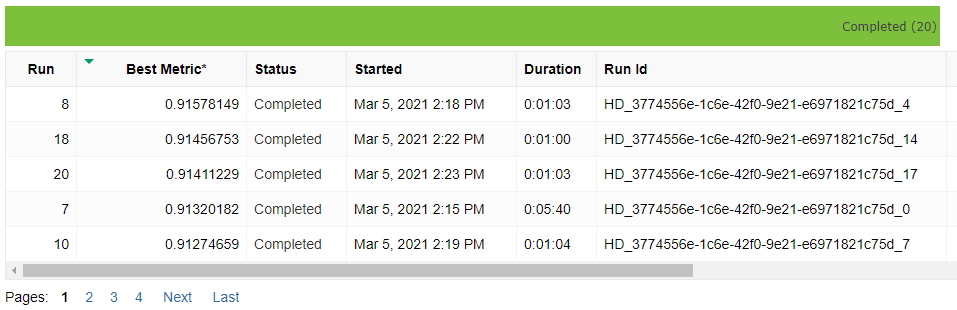 Completed (20)
Run Best Metric* Status Started Duration Run Id
8 0.91578149 Completed Mar 5, 2021 2:18 PM 0:01:03 HD_3774556e-1c6e-42f0-9e21-e6971821c75d_4
18 0.91456753 Completed Mar 5, 2021 2:22 PM 0:01:00 HD_3774556e-1c6e-42f0-9e21-e6971821c75d_14
20 0.91411229 Completed Mar 5, 2021 2:23 PM 0:01:03 HD_3774556e-1c6e-42f0-9e21-e6971821c75d_17
7 0.91320182 Completed Mar 5, 2021 2:15 PM 0:05:40 HD_3774556e-1c6e-42f0-9e21-e6971821c75d_0
10 0.91274659 Completed Mar 5, 2021 2:19 PM 0:01:04 HD_3774556e-1c6e-42f0-9e21-e6971821c75d_7
Pages: 1 2 3 4 Next Last